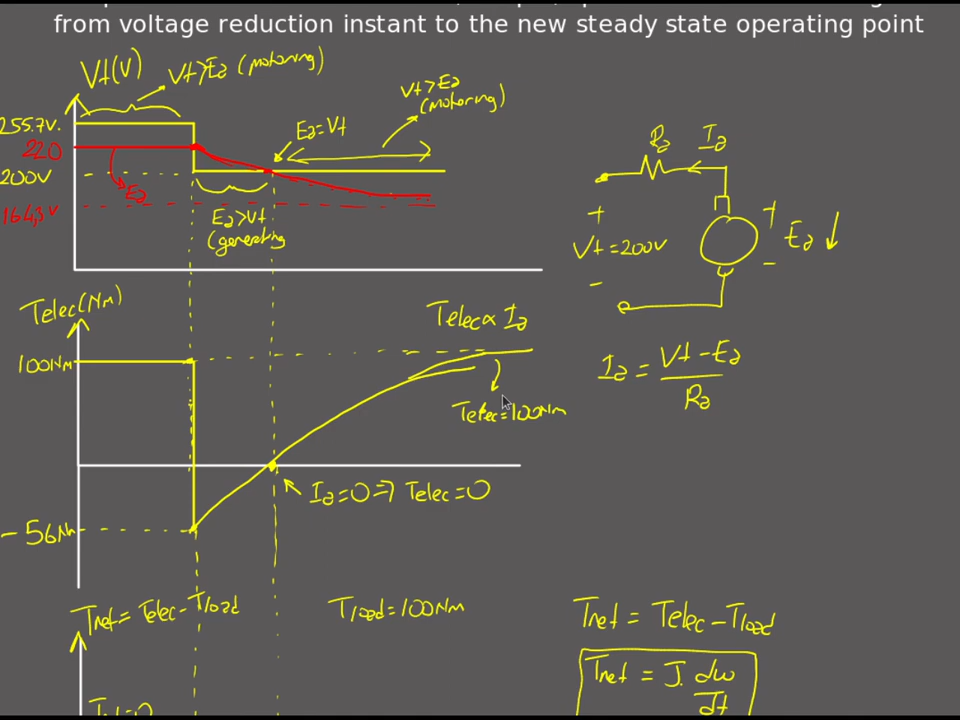 from voltage reduction instant to the new steady state operating point
Vt(V)
Vt>Ea (motoring)
Vt>Ea
(motoring)
255.7V.
220
200V
164,3V
Ea
Ea=Vt
Ea>Vt
(generating
Ra
Ia
+
Vt=200V
-
+
Ea ↓
-
Telec(Nm)
Telec∝ Ia
100Nm
Telec=100Nm
Ia = Vt-Ea
Ra
Ia=0 => Telec=0
-56Nm
Tnet= Telec-Tload
Tload=100Nm
Tnet = Telec-Tload
Tnet = J. dω
dt